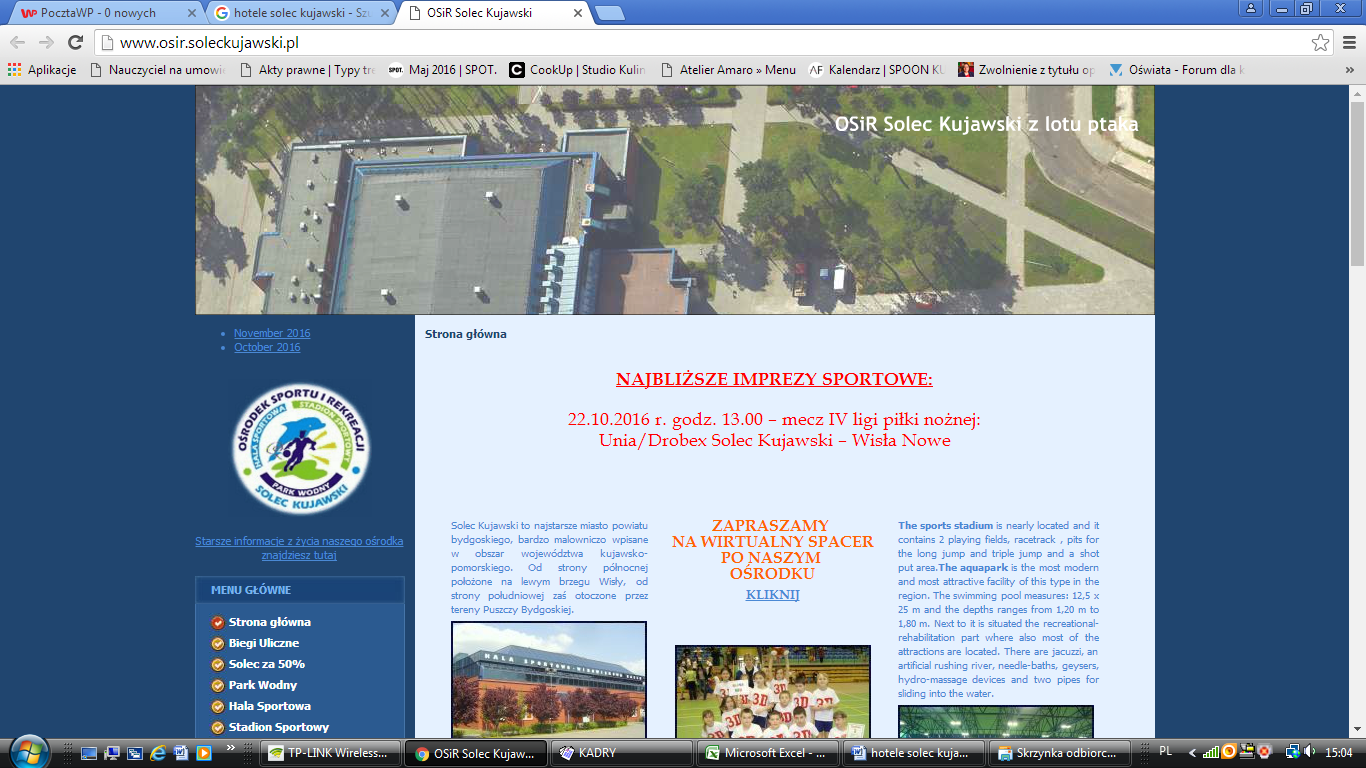 PocztaWP - 0 nowych
hotele solec kujawski - Szu
OSiR Solec Kujawski
www.osir.soleckujawski.pl
Aplikacje
Nauczyciel na umowi
Akty prawne | Typy tre
Maj 2016 | SPOT.
CookUp | Studio Kulin
Atelier Amaro » Menu
Kalendarz | SPOON KU
Zwolnienie z tytułu op
Oświata - Forum dla k
»
OSiR Solec Kujawski z lotu ptaka
November 2016
October 2016
OŚRODEK SPORTU I REKREACJI
HALA SPORTOWA
STADION SPORTOWY
PARK WODNY
SOLEC KUJAWSKI
Starsze informacje z życia naszego ośrodka
znajdziesz tutaj
MENU GŁÓWNE
Strona główna
Biegi Uliczne
Solec za 50%
Park Wodny
Hala Sportowa
Stadion Sportowy
Strona główna
NAJBLIŻSZE IMPREZY SPORTOWE:
22.10.2016 r. godz. 13.00 – mecz IV ligi piłki nożnej:
Unia/Drobex Solec Kujawski – Wisła Nowe
Solec Kujawski to najstarsze miasto powiatu
bydgoskiego, bardzo malowniczo wpisane
w obszar województwa kujawsko-
pomorskiego. Od strony północnej
położone na lewym brzegu Wisły, od
strony południowej zaś otoczone przez
tereny Puszczy Bydgoskiej.
ZAPRASZAMY
NA WIRTUALNY SPACER
PO NASZYM
OŚRODKU
KLIKNIJ
The sports stadium is nearly located and it
contains 2 playing fields, racetrack , pits for
the long jump and triple jump and a shot
put area.The aquapark is the most modern
and most attractive facility of this type in the
region. The swimming pool measures: 12,5 x
25 m and the depths ranges from 1,20 m to
1,80 m. Next to it is situated the recreational-
rehabilitation part where also most of the
attractions are located. There are jacuzzi, an
artificial rushing river, needle-baths, geysers,
hydro-massage devices and two pipes for
sliding into the water.
TP-LINK Wireless...
OSiR Solec Kujaw...
KADRY
Microsoft Excel - ...
hotele solec kuja...
Skrzynka odbiorc...
PL
15:04